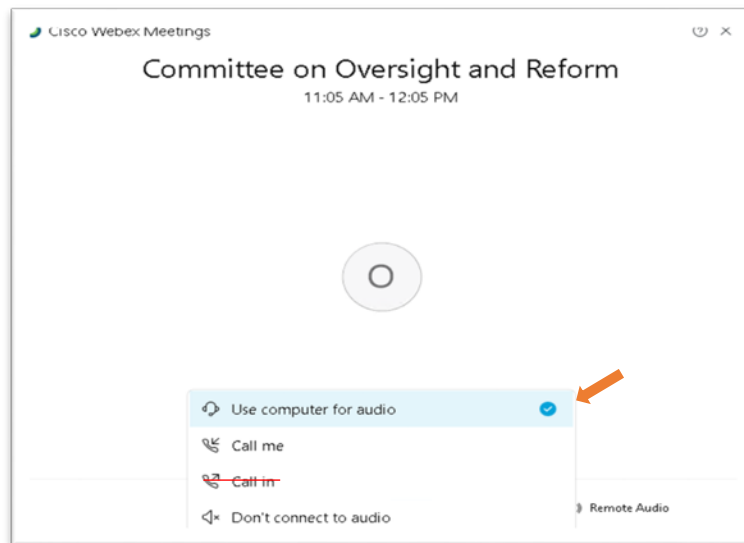 Cisco Webex Meetings
Committee on Oversight and Reform
11:05 AM - 12:05 PM
O
Use computer for audio
Call me
Call in
Don't connect to audio
Remote Audio